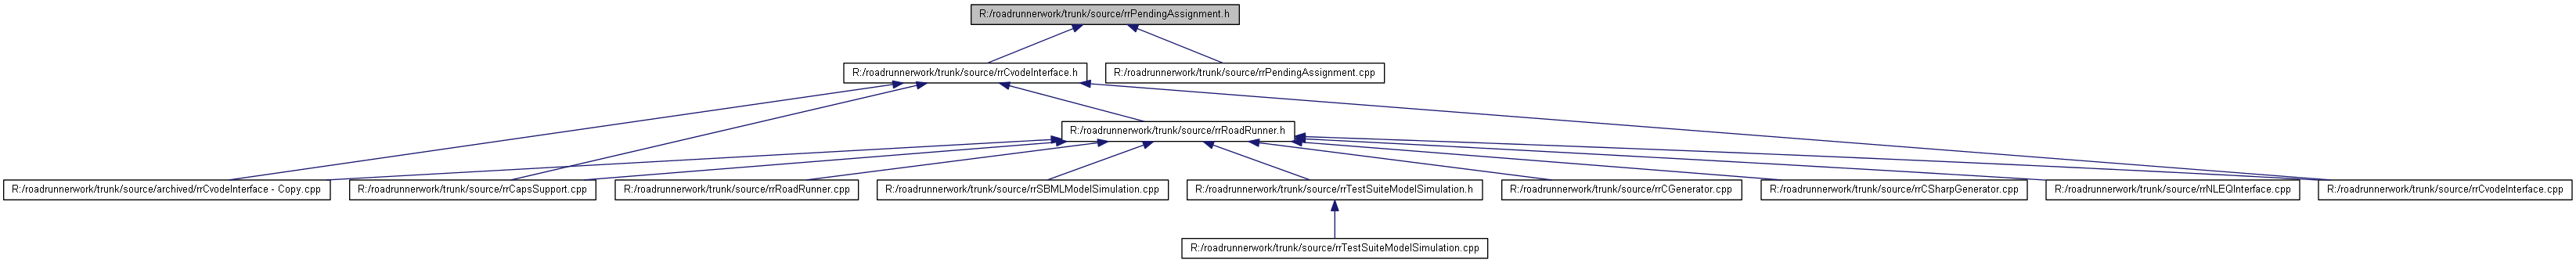 R:/roadrunnerwork/trunk/source/rrPendingAssignment.h
R:/roadrunnerwork/trunk/source/rrCvodeInterface.h
R:/roadrunnerwork/trunk/source/rrPendingAssignment.cpp
R:/roadrunnerwork/trunk/source/rrRoadRunner.h
R:/roadrunnerwork/trunk/source/archived/rrCvodeInterface - Copy.cpp
R:/roadrunnerwork/trunk/source/rrCapsSupport.cpp
R:/roadrunnerwork/trunk/source/rrRoadRunner.cpp
R:/roadrunnerwork/trunk/source/rrSBMLModelSimulation.cpp
R:/roadrunnerwork/trunk/source/rrTestSuiteModelSimulation.h
R:/roadrunnerwork/trunk/source/rrCGenerator.cpp
R:/roadrunnerwork/trunk/source/rrCSharpGenerator.cpp
R:/roadrunnerwork/trunk/source/rrNLEQInterface.cpp
R:/roadrunnerwork/trunk/source/rrCvodeInterface.cpp
R:/roadrunnerwork/trunk/source/rrTestSuiteModelSimulation.cpp